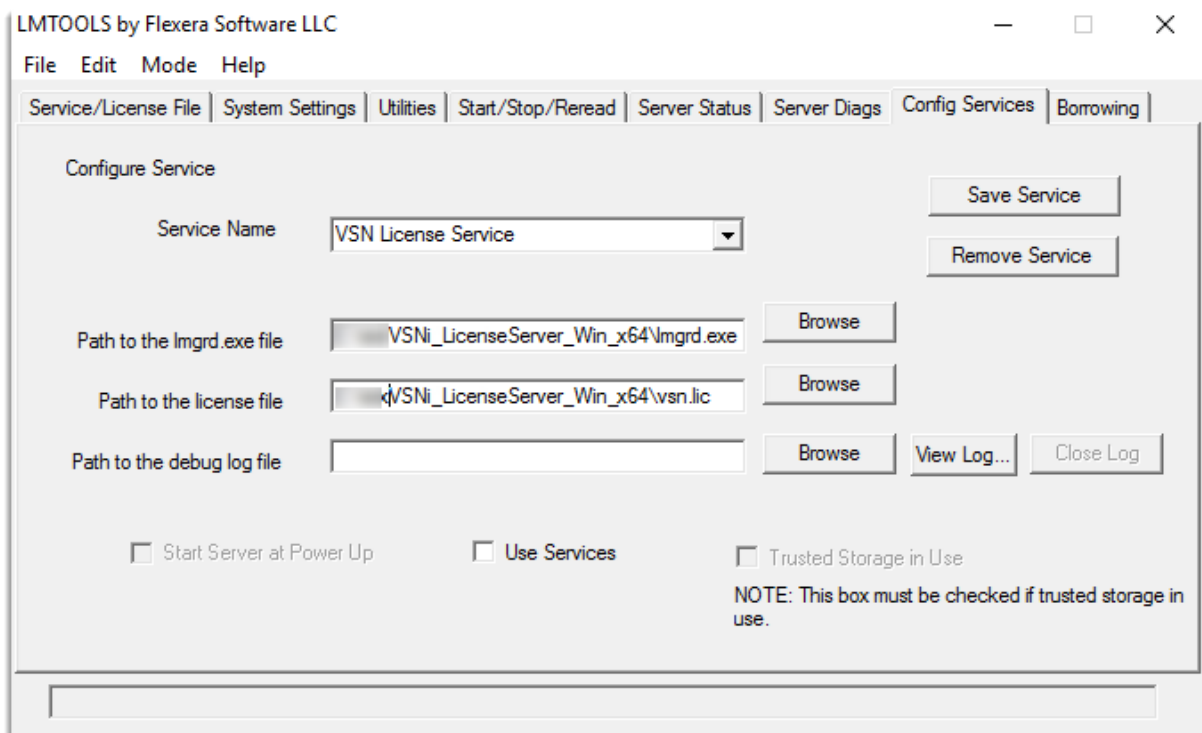 LMTOOLS by Flexera Software LLC
File Edit Mode Help
Service/License File System Settings Utilities Start/Stop/Reread Server Status Server Diags Config Services Borrowing
Configure Service
Save Service
Service Name VSN License Service
Remove Service
Path to the lmgrd.exe file VSNi_LicenseServer_Win_x64\lmgrd.exe Browse
Path to the license file VSNi_LicenseServer_Win_x64\vsn.lic Browse
Path to the debug log file Browse View Log... Close Log
Start Server at Power Up Use Services Trusted Storage in Use
NOTE: This box must be checked if trusted storage in
use.